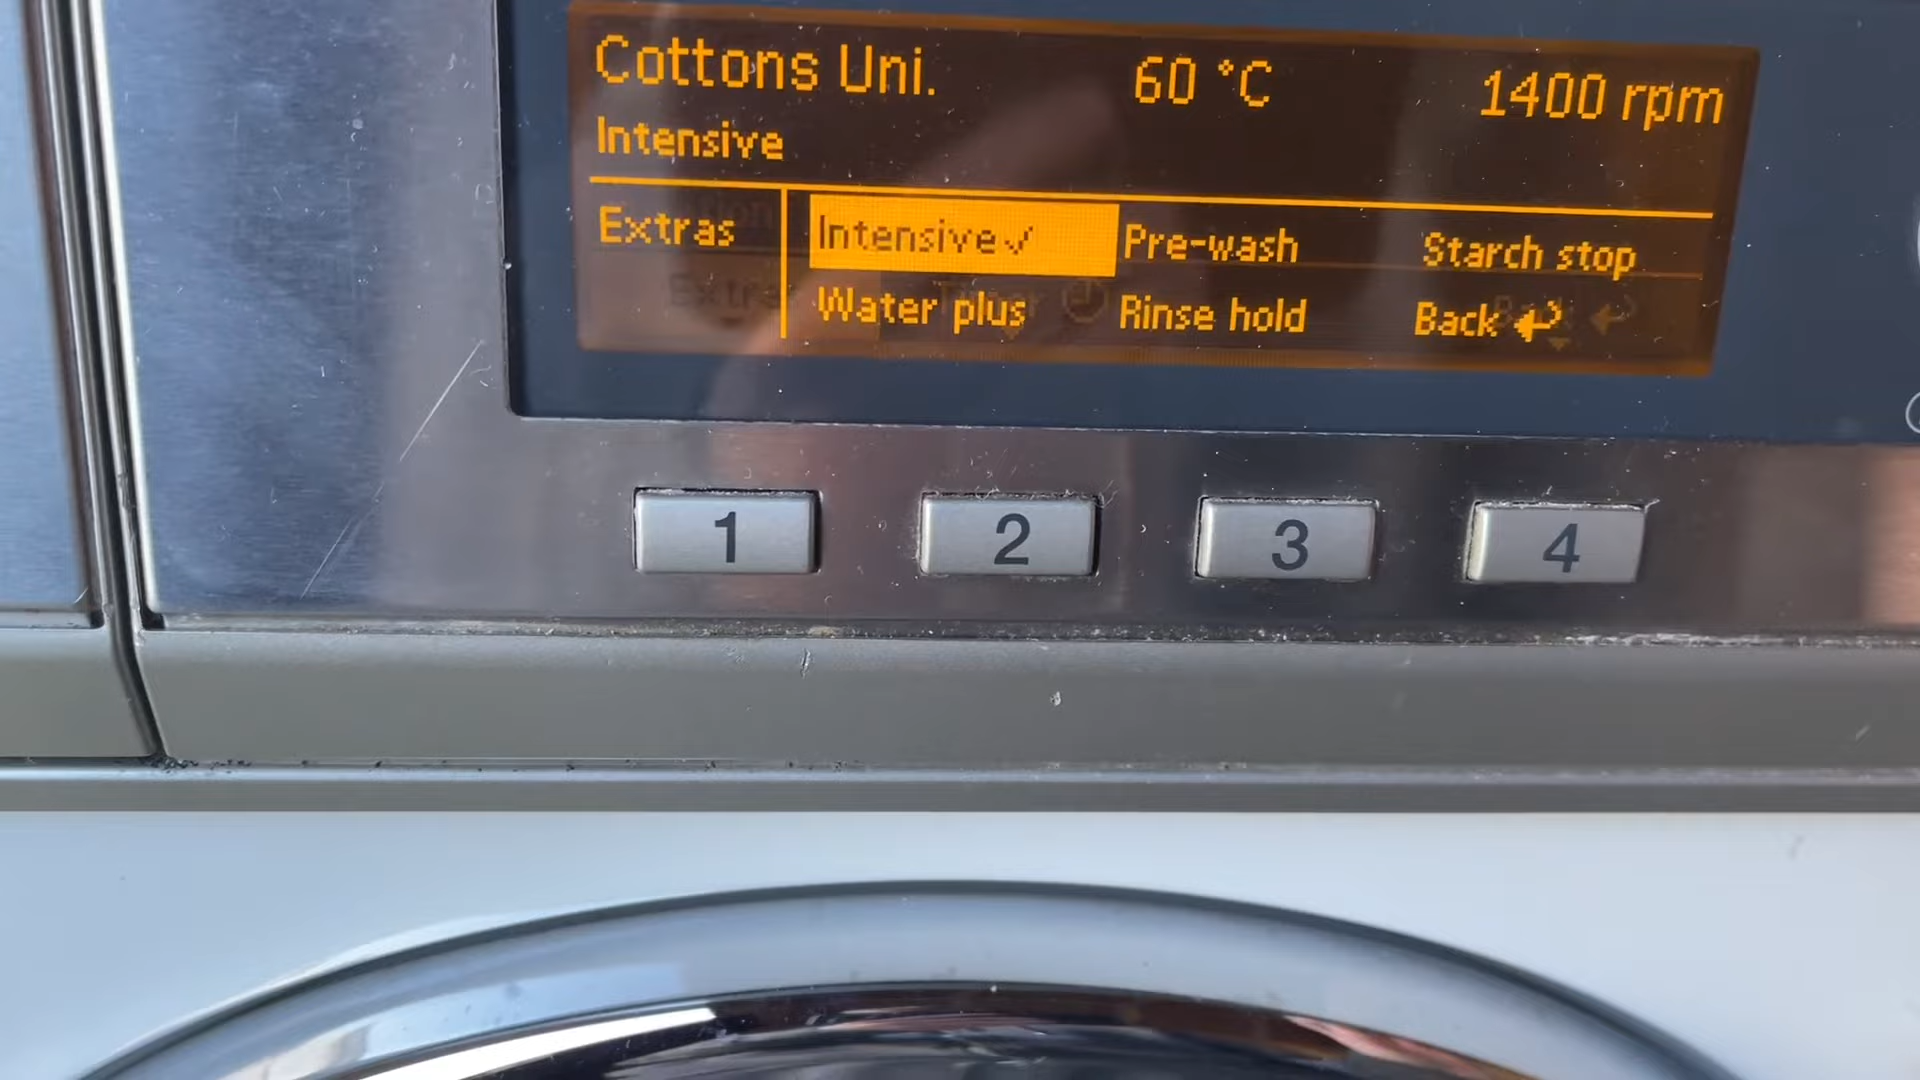 Cottons Uni. 60 °C 1400 rpm
Intensive
Extras Intensive✓ Pre-wash Starch stop
Water plus Rinse hold Back ↵
1 2 3 4